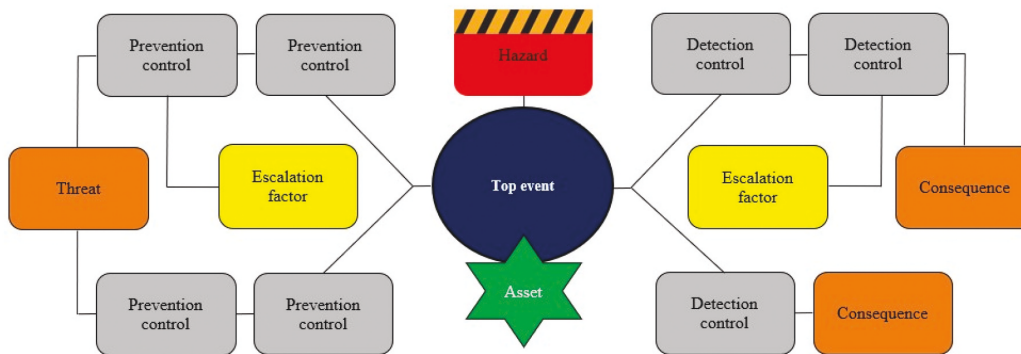 Prevention
control
Prevention
control
Hazard
Detection
control
Detection
control
Threat
Escalation
factor
Top event
Escalation
factor
Consequence
Asset
Prevention
control
Prevention
control
Detection
control
Consequence